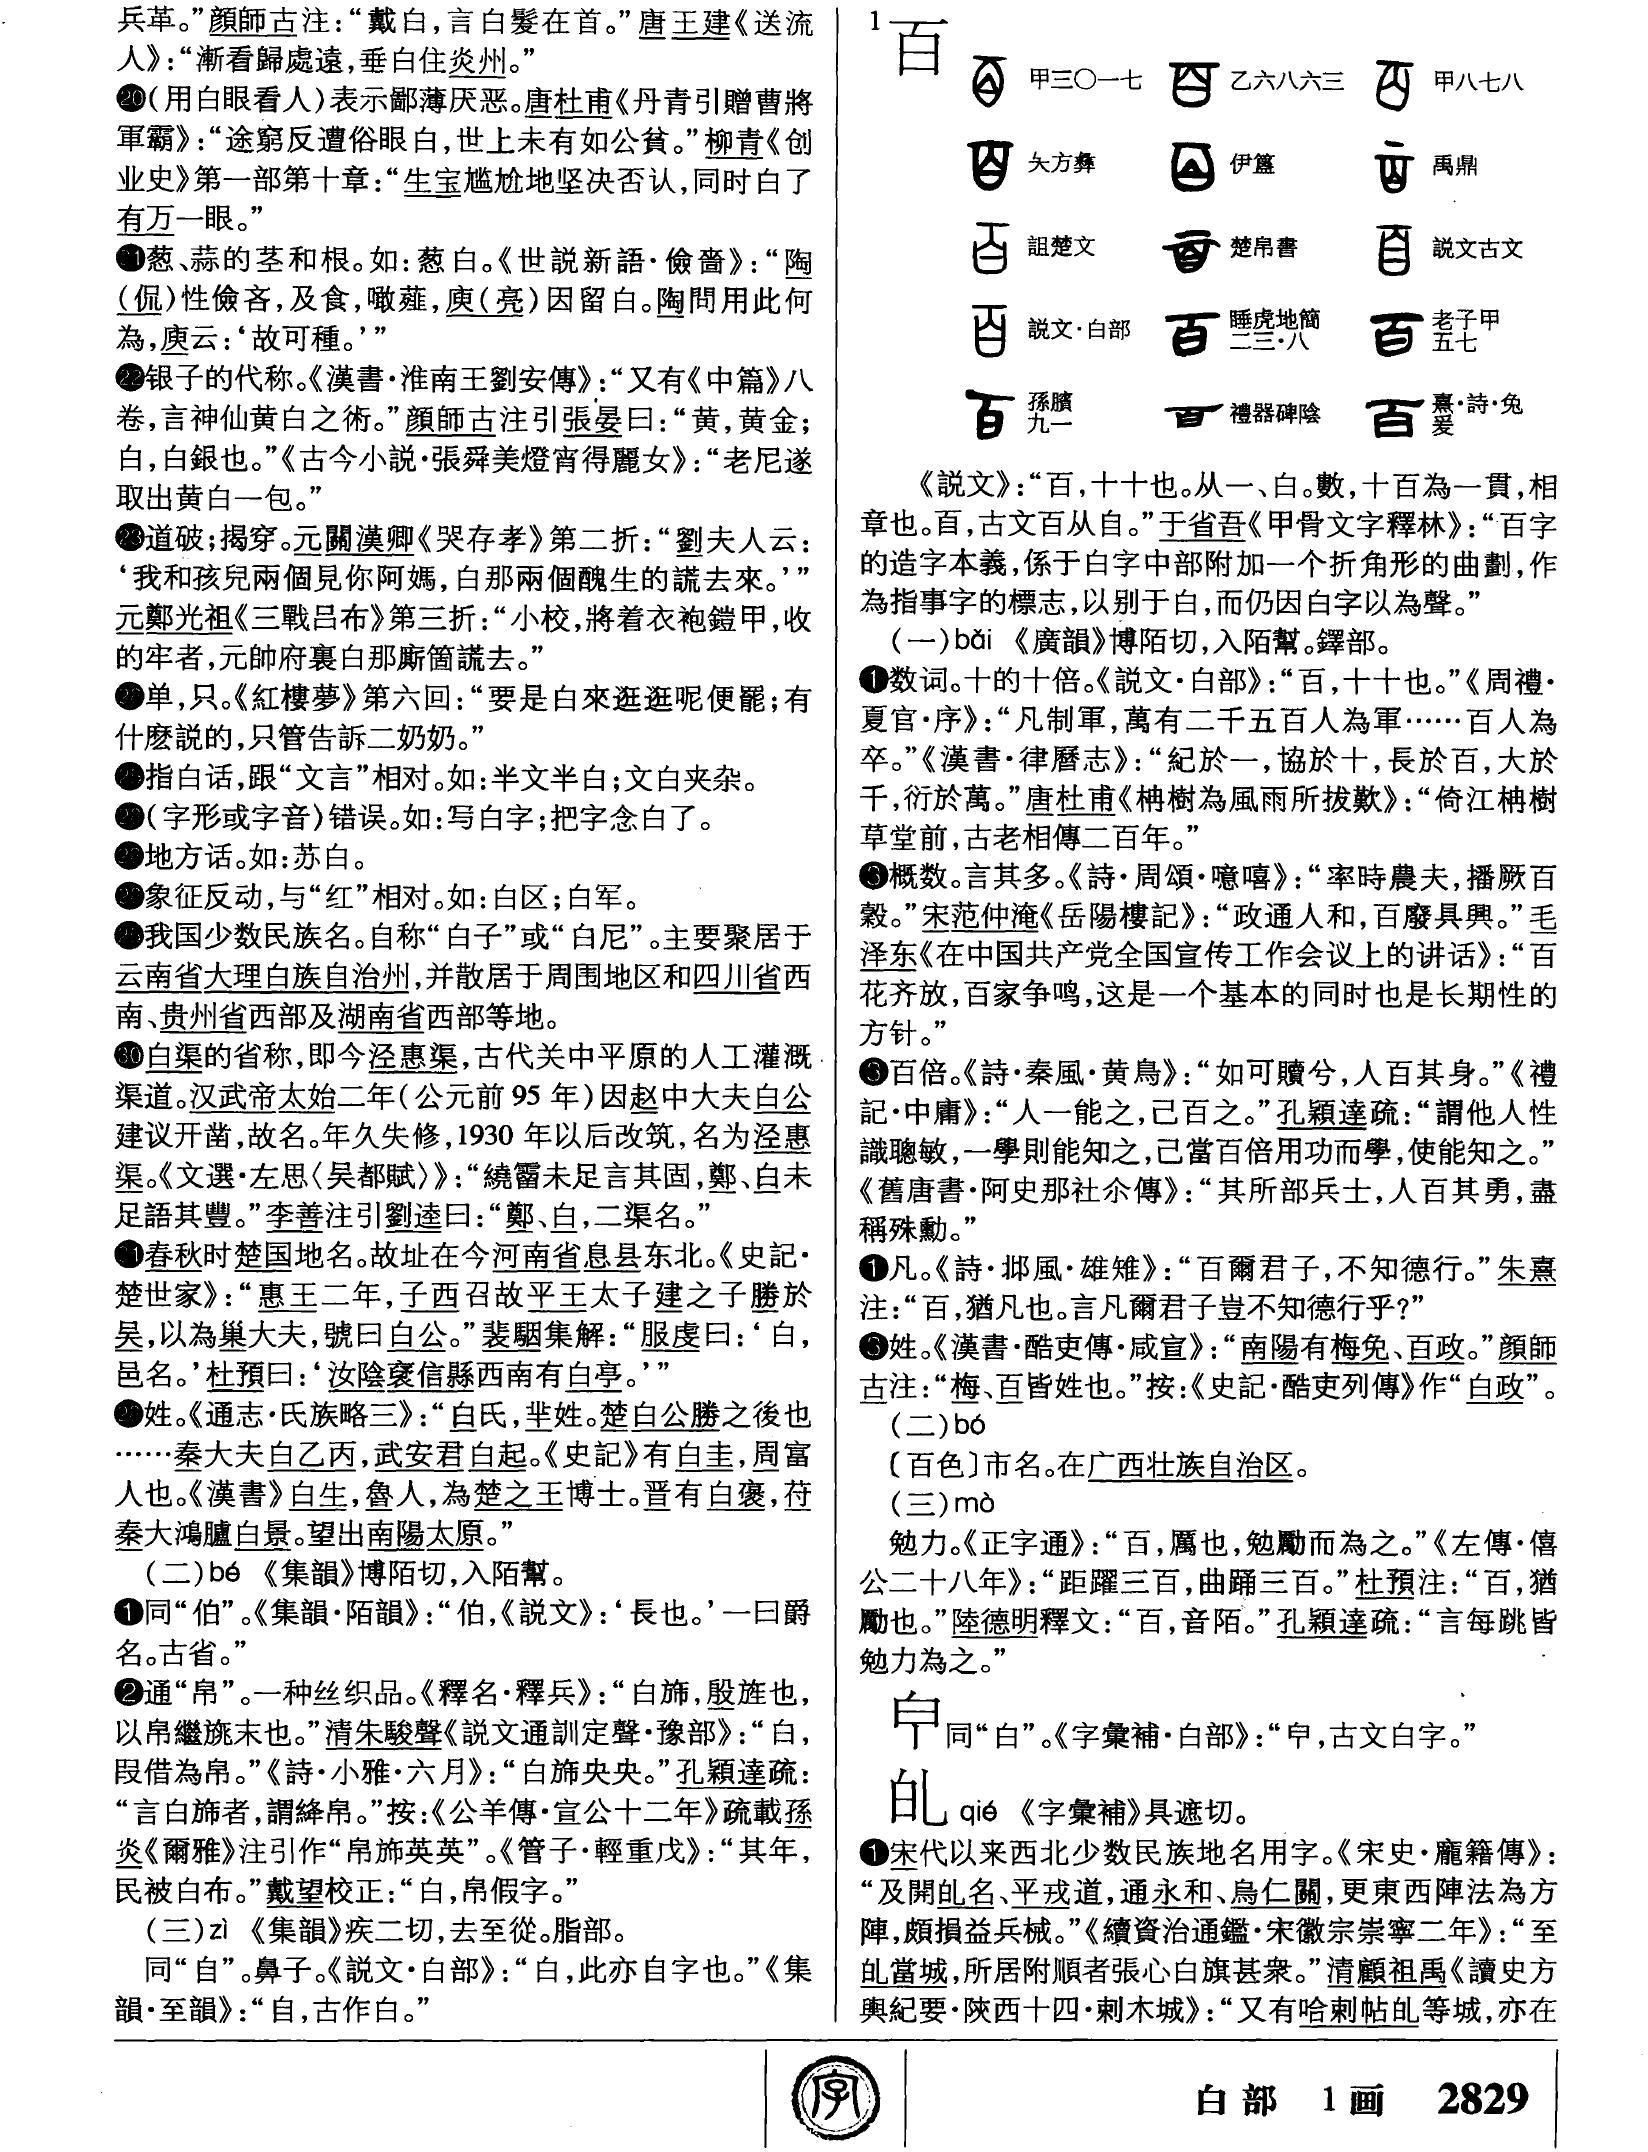 兵革。”顔師古注：“戴白，言白髮在首。”唐王建《送流
人》：“漸看歸處遠，垂白住炎州。”
⑳（用白眼看人）表示鄙薄厌恶。唐杜甫《丹青引贈曹將
軍霸》：“途窮反遭俗眼白，世上未有如公貧。”柳青《创
业史》第一部第十章：“生宝尴尬地坚决否认，同时白了
有万一眼。”
㉑葱、蒜的茎和根。如：葱白。《世説新語·儉嗇》：“陶
（侃）性儉吝，及食，噉薤，庾（亮）因留白。陶問用此何
為，庾云：‘故可種。’”
㉒银子的代称。《漢書·淮南王劉安傳》：“又有《中篇》八
卷，言神仙黄白之術。”顔師古注引張晏曰：“黄，黄金；
白，白銀也。”《古今小説·張舜美燈宵得麗女》：“老尼遂
取出黄白一包。”
㉓道破；揭穿。元關漢卿《哭存孝》第二折：“劉夫人云：
‘我和孩兒兩個見你阿媽，白那兩個醜生的謊去來。’”
元鄭光祖《三戰吕布》第三折：“小校，將着衣袍鎧甲，收
的牢者，元帥府裏白那廝箇謊去。”
㉔单，只。《紅樓夢》第六回：“要是白來逛逛呢便罷；有
什麽説的，只管告訴二奶奶。”
㉕指白话，跟“文言”相对。如：半文半白；文白夹杂。
㉖（字形或字音）错误。如：写白字；把字念白了。
㉗地方话。如：苏白。
㉘象征反动，与“红”相对。如：白区；白军。
㉙我国少数民族名。自称“白子”或“白尼”。主要聚居于
云南省大理白族自治州，并散居于周围地区和四川省西
南、贵州省西部及湖南省西部等地。
㉚白渠的省称，即今泾惠渠，古代关中平原的人工灌溉
渠道。汉武帝太始二年（公元前95年）因赵中大夫白公
建议开凿，故名。年久失修，1930年以后改筑，名为泾惠
渠。《文選·左思〈吴都賦〉》：“繞霤未足言其固，鄭、白未
足語其豐。”李善注引劉逵曰：“鄭、白，二渠名。”
㉛春秋时楚国地名。故址在今河南省息县东北。《史記·
楚世家》：“惠王二年，子西召故平王太子建之子勝於
吴，以為巢大夫，號曰白公。”裴駰集解：“服虔曰：‘白，
邑名。’杜預曰：‘汝陰褒信縣西南有白亭。’”
㉜姓。《通志·氏族略三》：“白氏，芈姓。楚白公勝之後也
……秦大夫白乙丙，武安君白起。《史記》有白圭，周富
人也。《漢書》白生，魯人，為楚之王博士。晋有白褒，苻
秦大鴻臚白景。望出南陽太原。”
（二）bó 《集韻》博陌切，入陌幫。
❶同“伯”。《集韻·陌韻》：“伯，《説文》：‘長也。’一曰爵
名。古省。”
❷通“帛”。一种丝织品。《釋名·釋兵》：“白旆，殷旌也，
以帛繼旐末也。”清朱駿聲《説文通訓定聲·豫部》：“白，
叚借為帛。”《詩·小雅·六月》：“白旆央央。”孔穎達疏：
“言白旆者，謂絳帛。”按：《公羊傳·宣公十二年》疏載孫
炎《爾雅》注引作“帛旆英英”。《管子·輕重戊》：“其年，
民被白布。”戴望校正：“白，帛假字。”
（三）zì 《集韻》疾二切，去至從。脂部。
同“自”。鼻子。《説文·白部》：“白，此亦自字也。”《集
韻·至韻》：“自，古作白。”
1 百
甲三〇一七 乙六八六三 甲八七八
矢方彝 伊簋 禹鼎
詛楚文 楚帛書 説文古文
説文·白部 睡虎地簡二三·八 老子甲五七
孫臏九一 禮器碑陰 熹·詩·兔爰
《説文》：“百，十十也。从一、白。數，十百為一貫，相
章也。百，古文百从自。”于省吾《甲骨文字釋林》：“百字
的造字本義，係于白字中部附加一个折角形的曲劃，作
為指事字的標志，以别于白，而仍因白字以為聲。”
（一）bǎi 《廣韻》博陌切，入陌幫。鐸部。
❶数词。十的十倍。《説文·白部》：“百，十十也。”《周禮·
夏官·序》：“凡制軍，萬有二千五百人為軍……百人為
卒。”《漢書·律曆志》：“紀於一，協於十，長於百，大於
千，衍於萬。”唐杜甫《枏樹為風雨所拔歎》：“倚江枏樹
草堂前，古老相傳二百年。”
❷概数。言其多。《詩·周頌·噫嘻》：“率時農夫，播厥百
穀。”宋范仲淹《岳陽樓記》：“政通人和，百廢具興。”毛
泽东《在中国共产党全国宣传工作会议上的讲话》：“百
花齐放，百家争鸣，这是一个基本的同时也是长期性的
方针。”
❸百倍。《詩·秦風·黄鳥》：“如可贖兮，人百其身。”《禮
記·中庸》：“人一能之，己百之。”孔穎達疏：“謂他人性
識聰敏，一學則能知之，己當百倍用功而學，使能知之。”
《舊唐書·阿史那社尒傳》：“其所部兵士，人百其勇，盡
稱殊勳。”
❹凡。《詩·邶風·雄雉》：“百爾君子，不知德行。”朱熹
注：“百，猶凡也。言凡爾君子豈不知德行乎？”
❺姓。《漢書·酷吏傳·咸宣》：“南陽有梅免、百政。”顔師
古注：“梅、百皆姓也。”按：《史記·酷吏列傳》作“白政”。
（二）bó
〔百色〕市名。在广西壮族自治区。
（三）mò
勉力。《正字通》：“百，厲也，勉勵而為之。”《左傳·僖
公二十八年》：“距躍三百，曲踊三百。”杜預注：“百，猶
勵也。”陸德明釋文：“百，音陌。”孔穎達疏：“言每跳皆
勉力為之。”
𤼽同“白”。《字彙補·白部》：“𤼽，古文白字。”
癿 qié 《字彙補》具遮切。
❶宋代以来西北少数民族地名用字。《宋史·龐籍傳》：
“及開癿名、平戎道，通永和、烏仁關，更東西陣法為方
陣，頗損益兵械。”《續資治通鑑·宋徽宗崇寧二年》：“至
癿當城，所居附順者張心白旗甚衆。”清顧祖禹《讀史方
輿紀要·陝西十四·剌木城》：“又有哈剌帖癿等城，亦在
字
白部 1画 2829